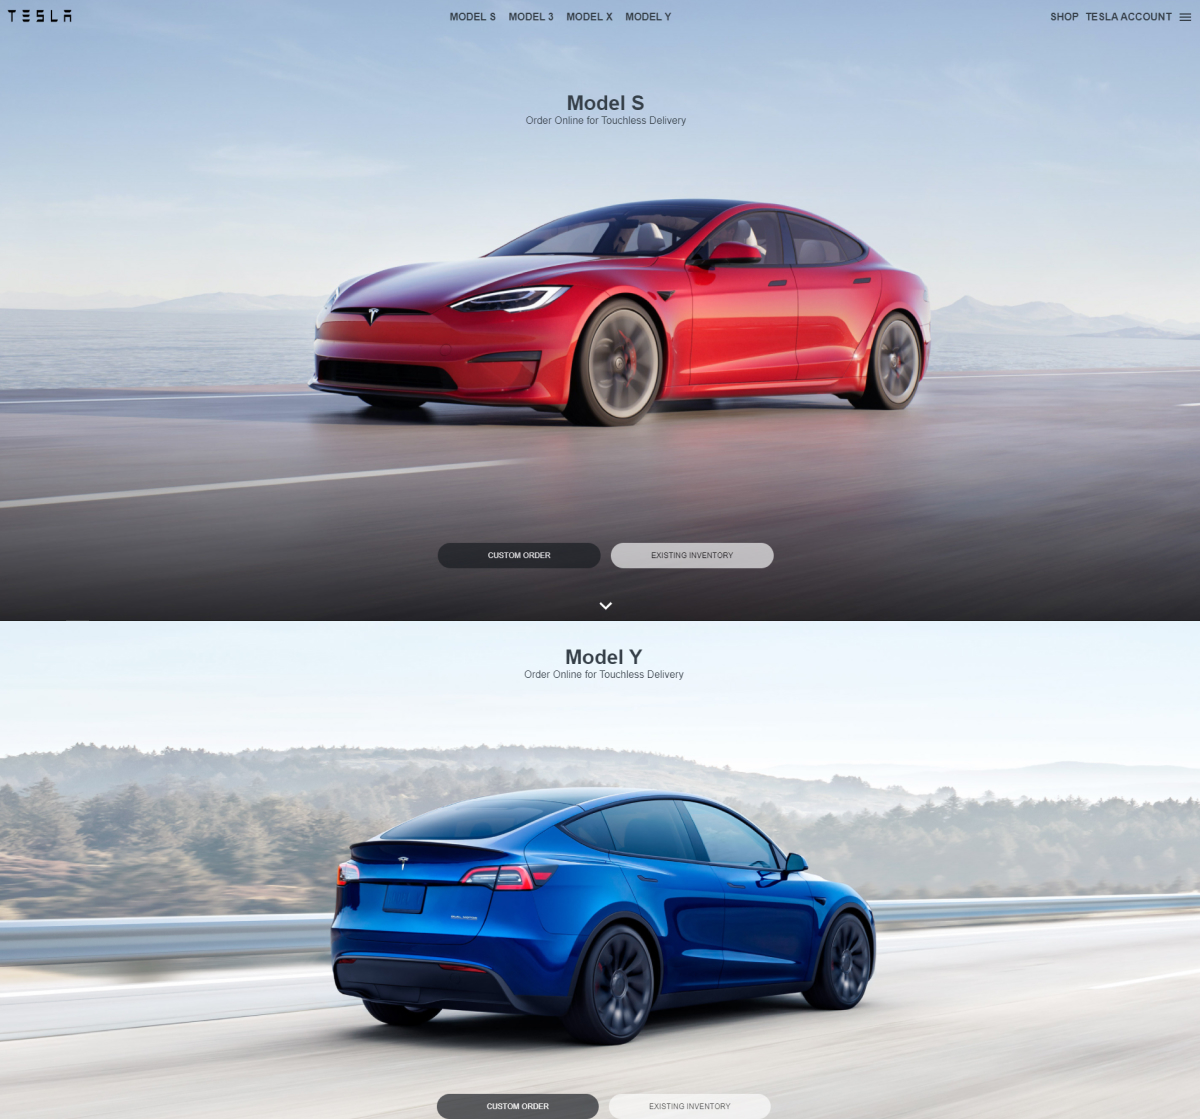 TESLA
MODEL S MODEL 3 MODEL X MODEL Y
SHOP TESLA ACCOUNT
Model S
Order Online for Touchless Delivery
CUSTOM ORDER EXISTING INVENTORY
Model Y
Order Online for Touchless Delivery
CUSTOM ORDER EXISTING INVENTORY